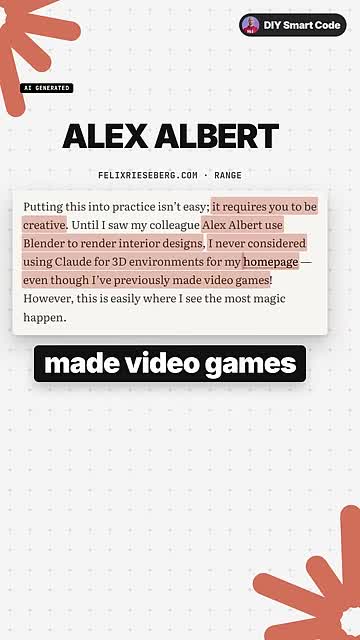 DIY Smart Code
AI GENERATED
ALEX ALBERT
FELIXRIESEBERG.COM · RANGE
Putting this into practice isn't easy; it requires you to be
creative. Until I saw my colleague Alex Albert use
Blender to render interior designs, I never considered
using Claude for 3D environments for my homepage —
even though I've previously made video games!
However, this is easily where I see the most magic
happen.
made video games